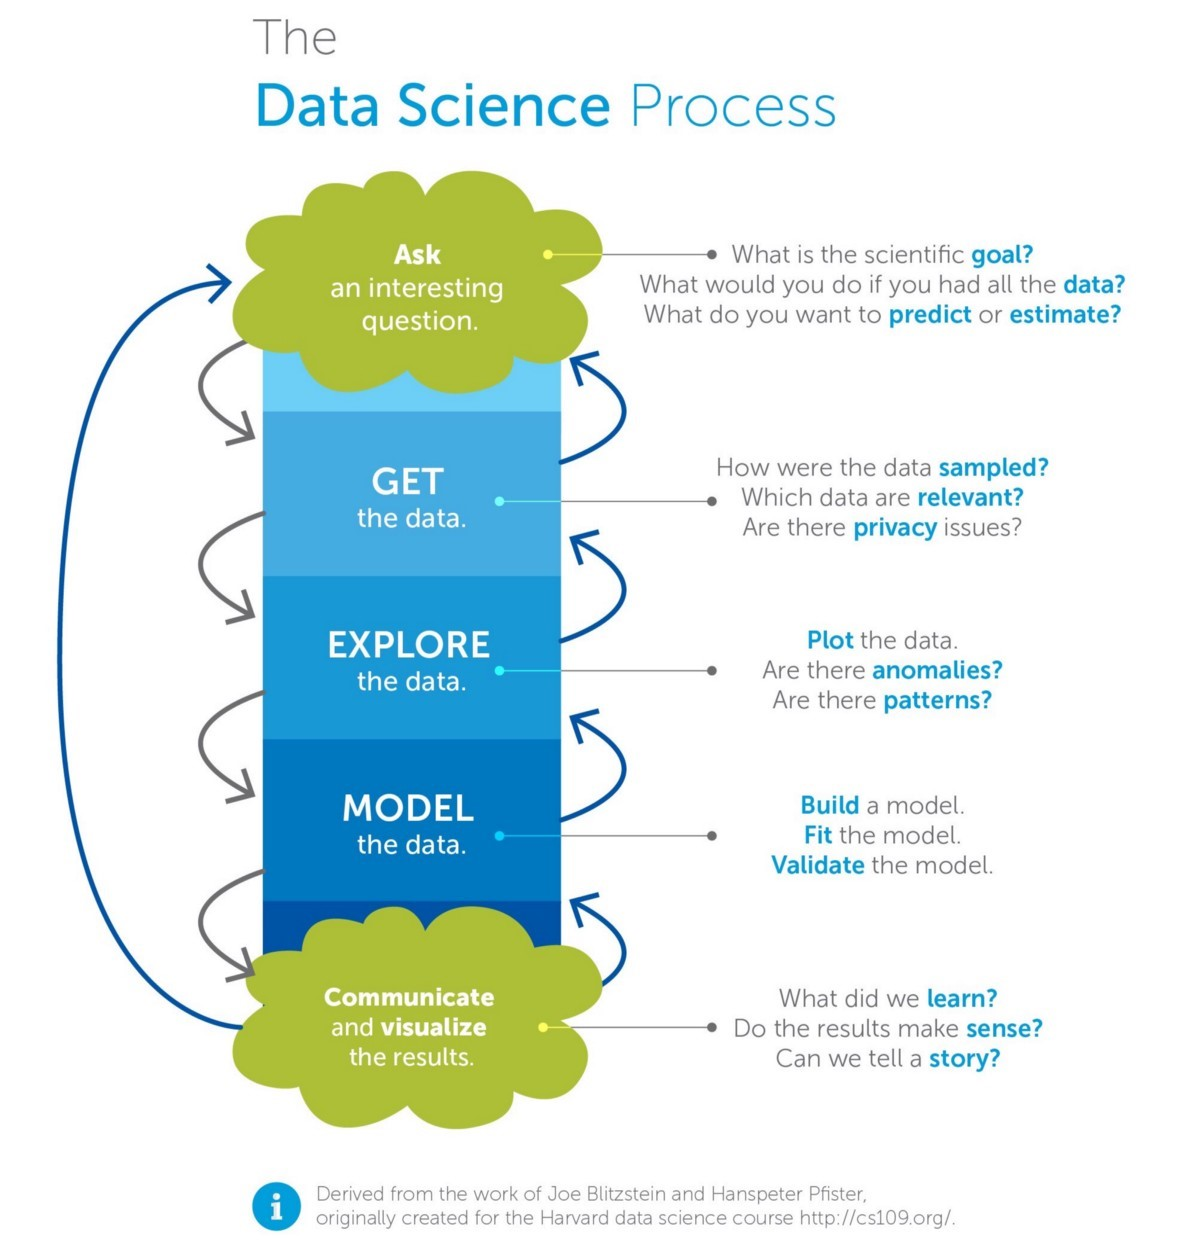 The
Data Science Process
Ask
an interesting
question.
What is the scientific goal?
What would you do if you had all the data?
What do you want to predict or estimate?
GET
the data.
How were the data sampled?
Which data are relevant?
Are there privacy issues?
EXPLORE
the data.
Plot the data.
Are there anomalies?
Are there patterns?
MODEL
the data.
Build a model.
Fit the model.
Validate the model.
Communicate
and visualize
the results.
What did we learn?
Do the results make sense?
Can we tell a story?
i
Derived from the work of Joe Blitzstein and Hanspeter Pfister,
originally created for the Harvard data science course http://cs109.org/.